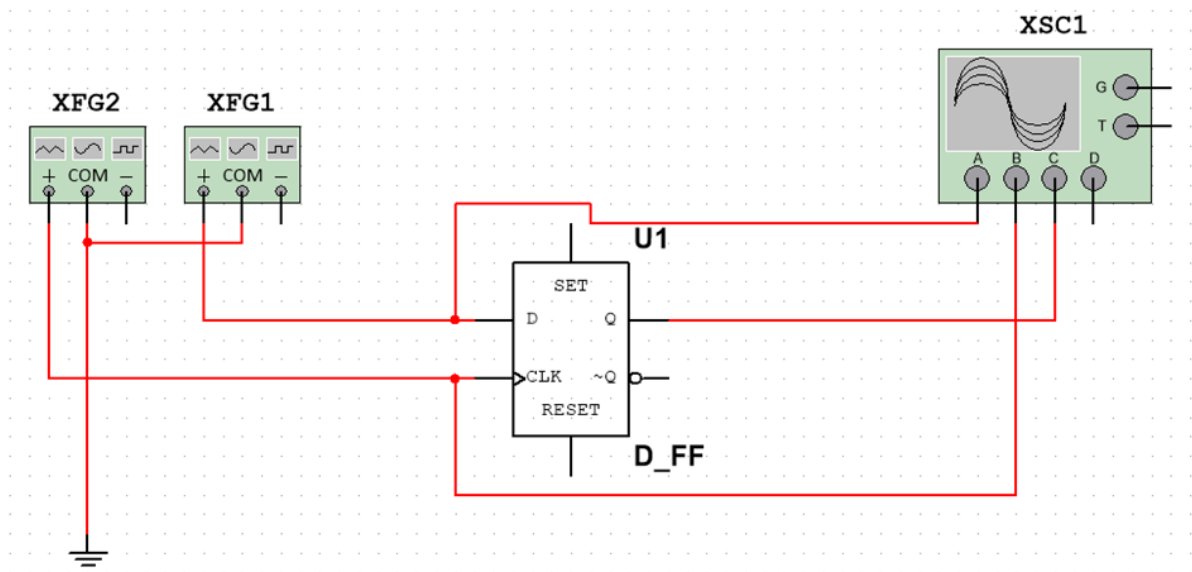 XSC1
G
T
A B C D
XFG2
+ COM −
XFG1
+ COM −
U1
SET
D Q
CLK ~Q
RESET
D_FF